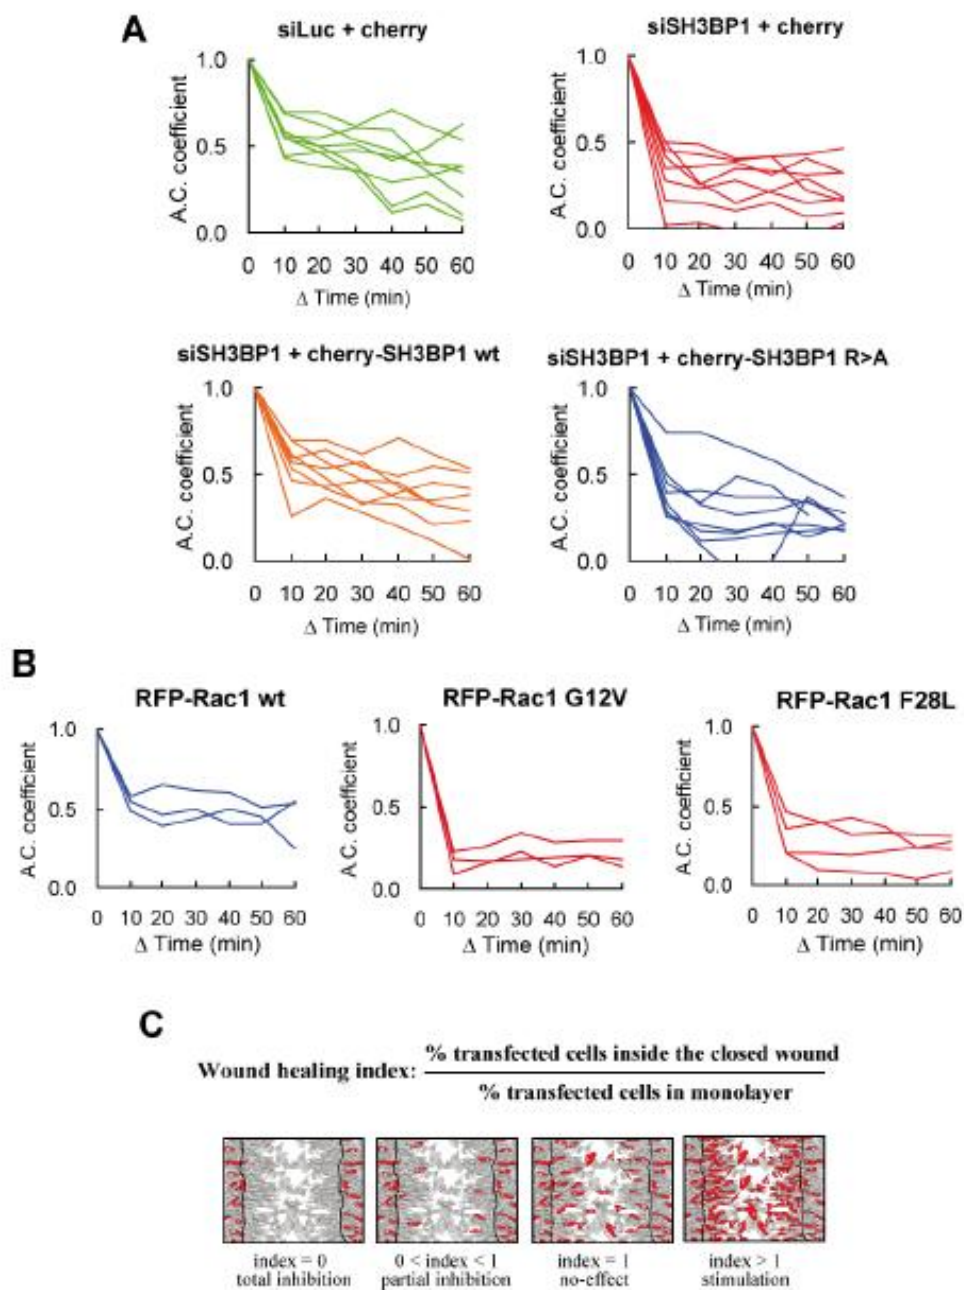 A
siLuc + cherry
siSH3BP1 + cherry
A.C. coefficient
1.0
0.5
0.0
0 10 20 30 40 50 60
Δ Time (min)
A.C. coefficient
1.0
0.5
0.0
0 10 20 30 40 50 60
Δ Time (min)
siSH3BP1 + cherry-SH3BP1 wt
siSH3BP1 + cherry-SH3BP1 R>A
A.C. coefficient
1.0
0.5
0.0
0 10 20 30 40 50 60
Δ Time (min)
A.C. coefficient
1.0
0.5
0.0
0 10 20 30 40 50 60
Δ Time (min)
B
RFP-Rac1 wt
RFP-Rac1 G12V
RFP-Rac1 F28L
A.C. coefficient
1.0
0.5
0.0
0 10 20 30 40 50 60
Δ Time (min)
A.C. coefficient
1.0
0.5
0.0
0 10 20 30 40 50 60
Δ Time (min)
A.C. coefficient
1.0
0.5
0.0
0 10 20 30 40 50 60
Δ Time (min)
C
% transfected cells inside the closed wound
Wound healing index:
% transfected cells in monolayer
index = 0
total inhibition
0 < index < 1
partial inhibition
index = 1
no-effect
index > 1
stimulation